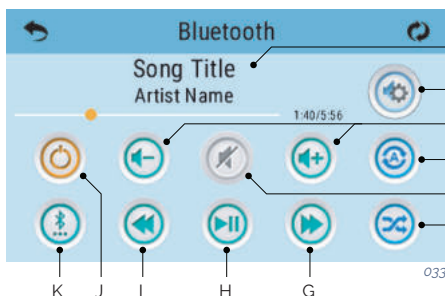 Bluetooth
Song Title
Artist Name
1:40/5:56
A
K J I H G
033